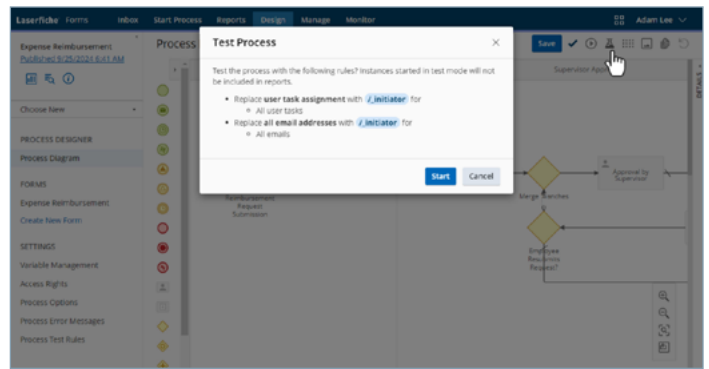 Laserfiche Forms Inbox Start Process Reports Design Manage Monitor Adam Lee
Expense Reimbursement
Published 9/25/2024 6:41 AM
Choose New
PROCESS DESIGNER
Process Diagram
FORMS
Expense Reimbursement
Create New Form
SETTINGS
Variable Management
Access Rights
Process Options
Process Error Messages
Process Test Rules
Process
Save
DETAILS
Test Process
Test the process with the following rules? Instances started in test mode will not
be included in reports.
• Replace user task assignment with /_initiator for
All user tasks
• Replace all email addresses with /_initiator for
All emails
Start Cancel
Reimbursement
Request
Submission
Approval by
Supervisor
Merge Branches
Employee
Resubmits
Request?